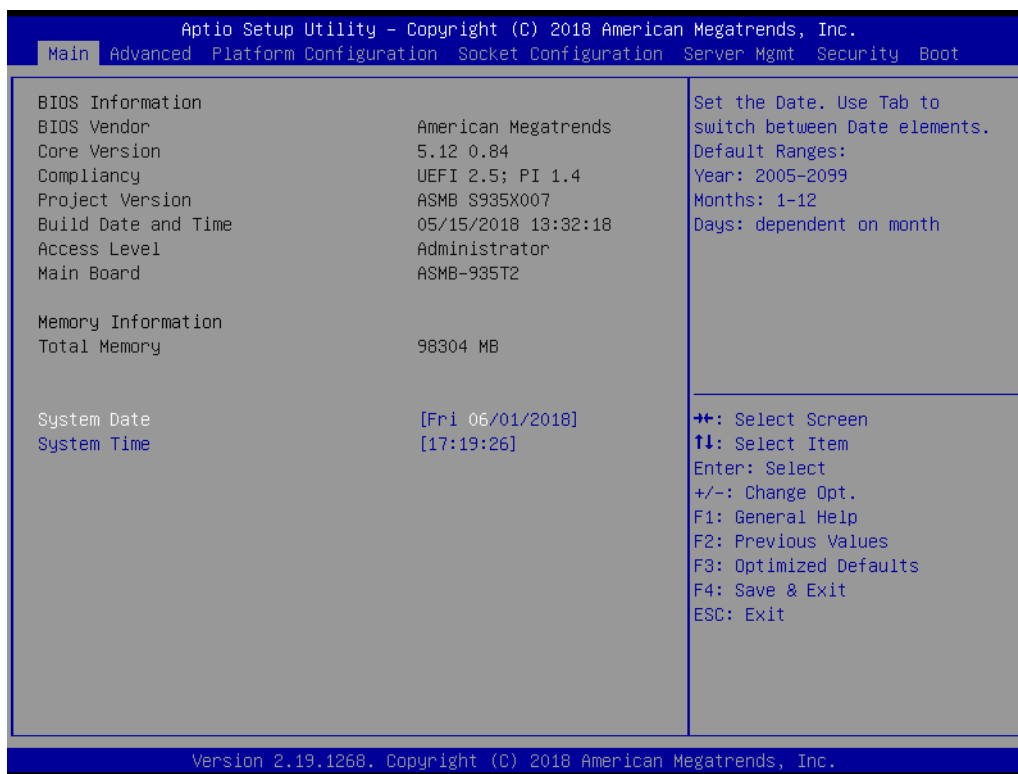 Aptio Setup Utility – Copyright (C) 2018 American Megatrends, Inc.
Main Advanced Platform Configuration Socket Configuration Server Mgmt Security Boot
BIOS Information
BIOS Vendor American Megatrends
Core Version 5.12 0.84
Compliancy UEFI 2.5; PI 1.4
Project Version ASMB S935X007
Build Date and Time 05/15/2018 13:32:18
Access Level Administrator
Main Board ASMB-935T2
Memory Information
Total Memory 98304 MB
System Date [Fri 06/01/2018]
System Time [17:19:26]
Set the Date. Use Tab to
switch between Date elements.
Default Ranges:
Year: 2005-2099
Months: 1-12
Days: dependent on month
→←: Select Screen
↑↓: Select Item
Enter: Select
+/-: Change Opt.
F1: General Help
F2: Previous Values
F3: Optimized Defaults
F4: Save & Exit
ESC: Exit
Version 2.19.1268. Copyright (C) 2018 American Megatrends, Inc.